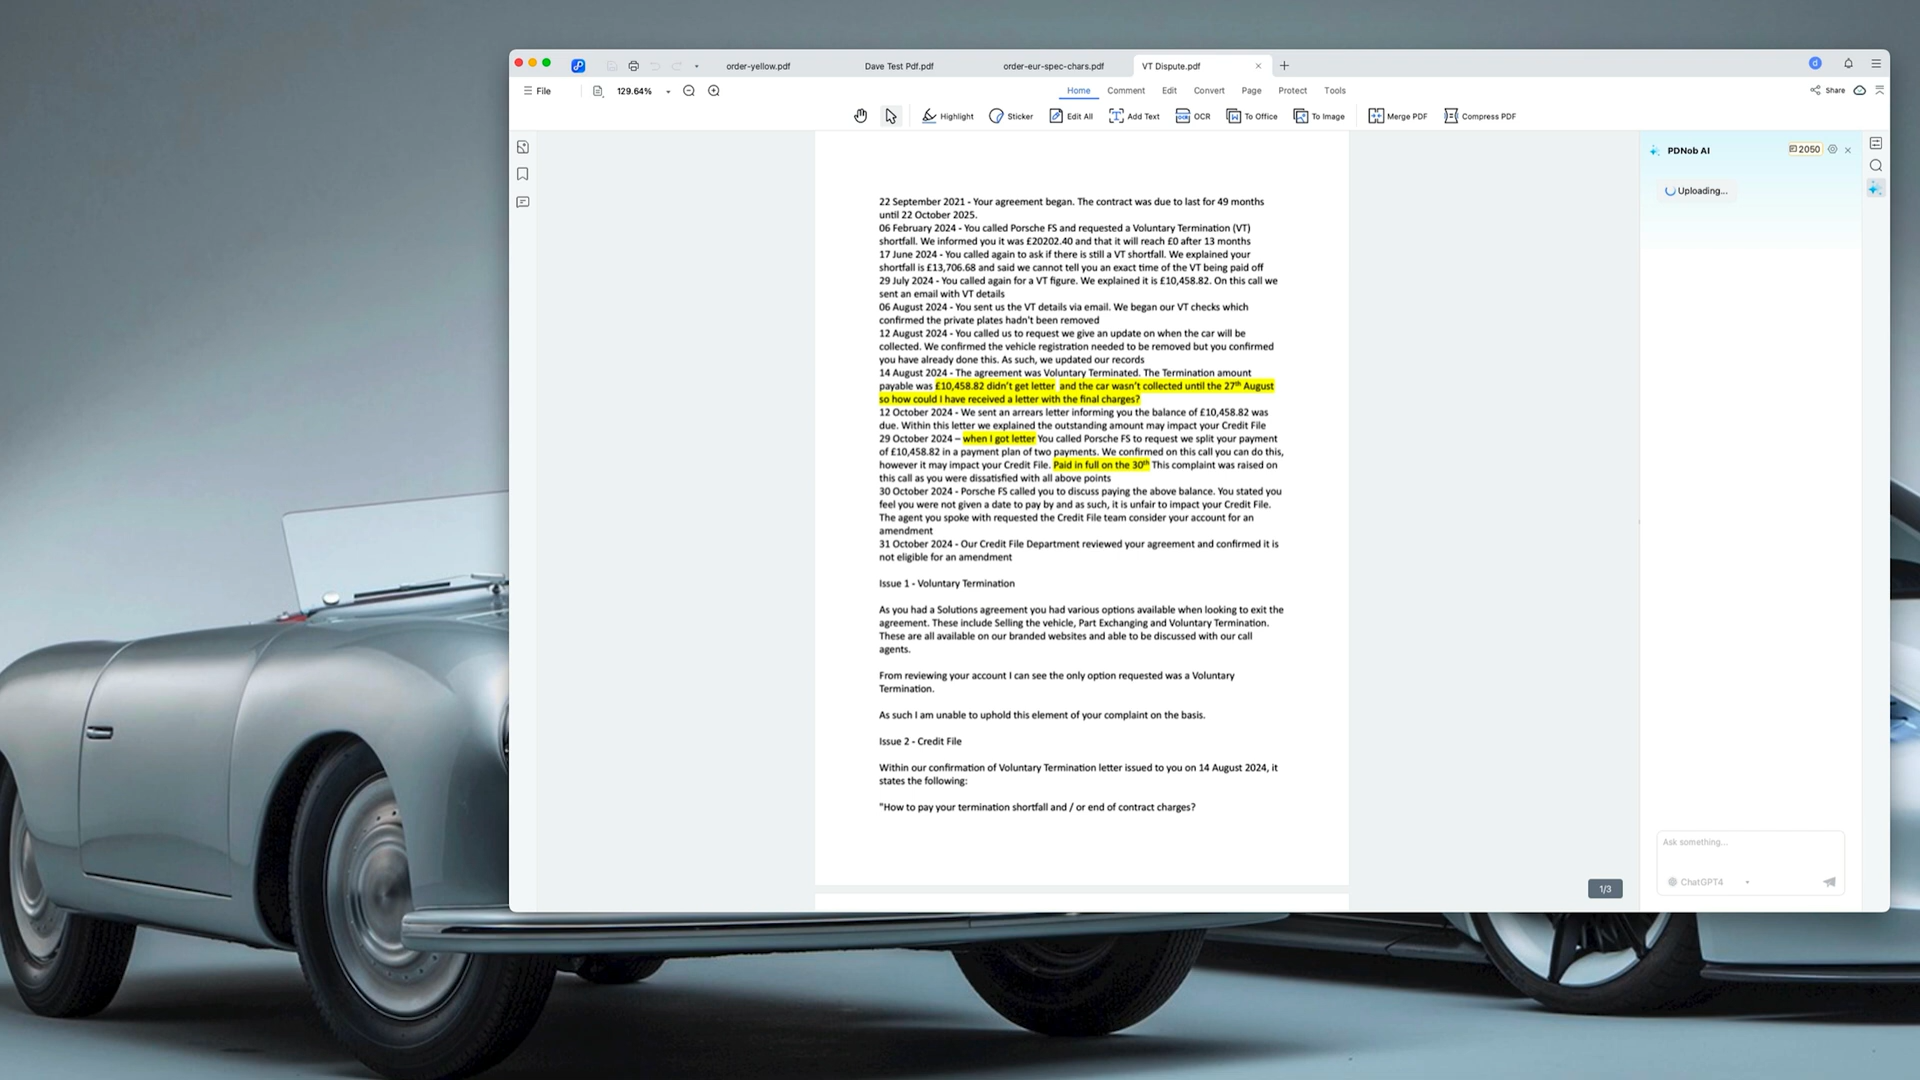 order-yellow.pdf
Dave Test Pdf.pdf
order-eur-spec-chars.pdf
VT Dispute.pdf
d
File
129.64%
Home
Comment
Edit
Convert
Page
Protect
Tools
Share
Highlight
Sticker
Edit All
Add Text
OCR
To Office
To Image
Merge PDF
Compress PDF
22 September 2021 - Your agreement began. The contract was due to last for 49 months
until 22 October 2025.
06 February 2024 - You called Porsche FS and requested a Voluntary Termination (VT)
shortfall. We informed you it was £20202.40 and that it will reach £0 after 13 months
17 June 2024 - You called again to ask if there is still a VT shortfall. We explained your
shortfall is £13,706.68 and said we cannot tell you an exact time of the VT being paid off
29 July 2024 - You called again for a VT figure. We explained it is £10,458.82. On this call we
sent an email with VT details
06 August 2024 - You sent us the VT details via email. We began our VT checks which
confirmed the private plates hadn't been removed
12 August 2024 - You called us to request we give an update on when the car will be
collected. We confirmed the vehicle registration needed to be removed but you confirmed
you have already done this. As such, we updated our records
14 August 2024 - The agreement was Voluntary Terminated. The Termination amount
payable was £10,458.82 didn't get letter and the car wasn't collected until the 27th August
so how could I have received a letter with the final charges?
12 October 2024 - We sent an arrears letter informing you the balance of £10,458.82 was
due. Within this letter we explained the outstanding amount may impact your Credit File
29 October 2024 – when I got letter You called Porsche FS to request we split your payment
of £10,458.82 in a payment plan of two payments. We confirmed on this call you can do this,
however it may impact your Credit File. Paid in full on the 30th This complaint was raised on
this call as you were dissatisfied with all above points
30 October 2024 - Porsche FS called you to discuss paying the above balance. You stated you
feel you were not given a date to pay by and as such, it is unfair to impact your Credit File.
The agent you spoke with requested the Credit File team consider your account for an
amendment
31 October 2024 - Our Credit File Department reviewed your agreement and confirmed it is
not eligible for an amendment
Issue 1 - Voluntary Termination
As you had a Solutions agreement you had various options available when looking to exit the
agreement. These include Selling the vehicle, Part Exchanging and Voluntary Termination.
These are all available on our branded websites and able to be discussed with our call
agents.
From reviewing your account I can see the only option requested was a Voluntary
Termination.
As such I am unable to uphold this element of your complaint on the basis.
Issue 2 - Credit File
Within our confirmation of Voluntary Termination letter issued to you on 14 August 2024, it
states the following:
"How to pay your termination shortfall and / or end of contract charges?
1/3
PDNob AI
2050
Uploading...
Ask something...
ChatGPT4